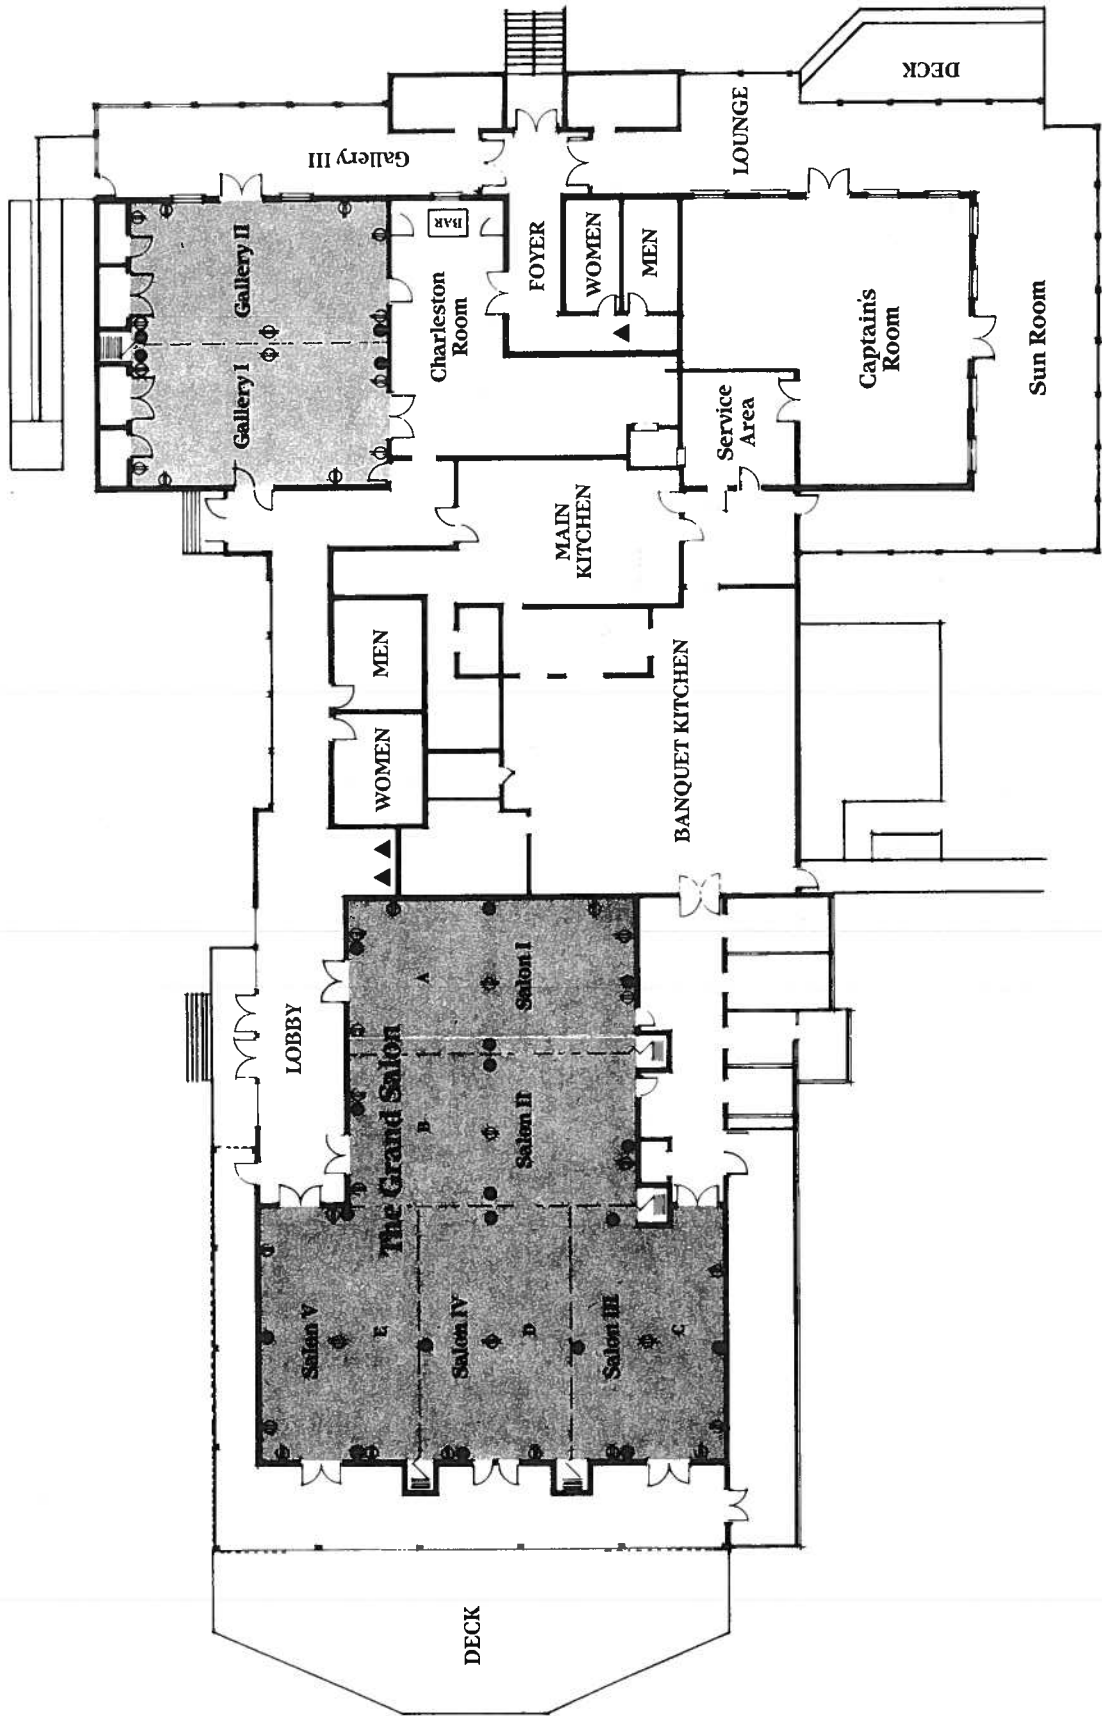 DECK
Gallery III
LOUNGE
Gallery I
Gallery II
BAR
Charleston
Room
FOYER
WOMEN
MEN
Captain's
Room
Sun Room
Service
Area
MAIN
KITCHEN
MEN
WOMEN
BANQUET KITCHEN
LOBBY
The Grand Salon
A
Salon I
B
Salon II
Salon V
E
Salon IV
D
Salon III
C
DECK